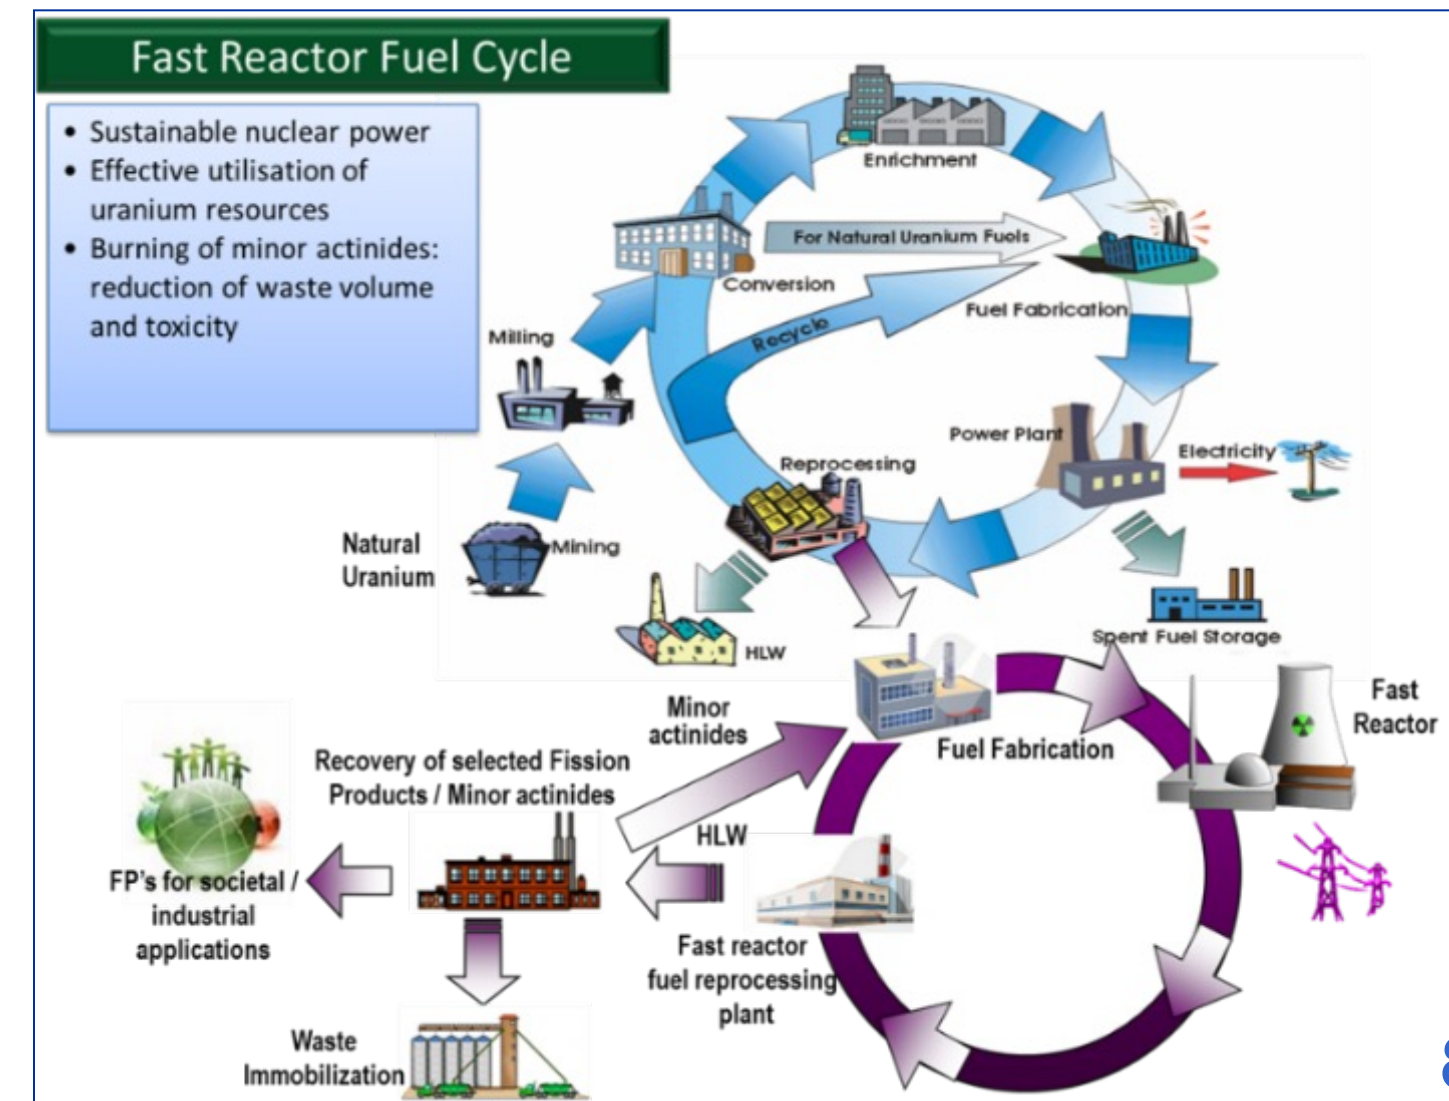 Fast Reactor Fuel Cycle
• Sustainable nuclear power
• Effective utilisation of
uranium resources
• Burning of minor actinides:
reduction of waste volume
and toxicity
Enrichment
For Natural Uranium Fuels
Conversion
Fuel Fabrication
Recycle
Milling
Power Plant
Electricity
Reprocessing
Natural
Uranium
Mining
HLW
Spent Fuel Storage
Minor
actinides
Fuel Fabrication
Fast
Reactor
Recovery of selected Fission
Products / Minor actinides
HLW
FP's for societal /
industrial
applications
Fast reactor
fuel reprocessing
plant
Waste
Immobilization